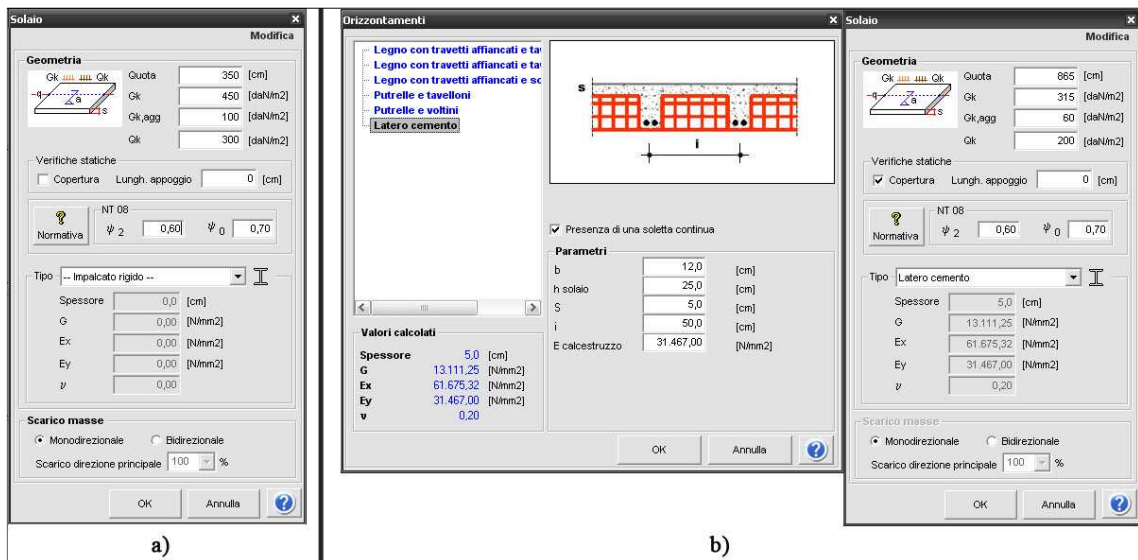 Solaio
Modifica
Geometria
Gk Qk
q
a
s
Quota 350 [cm]
Gk 450 [daN/m2]
Gk,agg 100 [daN/m2]
Qk 300 [daN/m2]
Verifiche statiche
Copertura Lungh. appoggio 0 [cm]
NT 08
? Normativa ψ 2 0,60 ψ 0 0,70
Tipo -- Impalcato rigido --
Spessore 0,0 [cm]
G 0,00 [N/mm2]
Ex 0,00 [N/mm2]
Ey 0,00 [N/mm2]
ν 0,00
Scarico masse
Monodirezionale Bidirezionale
Scarico direzione principale 100 %
OK Annulla ?
a)
Orizzontamenti
Legno con travetti affiancati e ta
Legno con travetti affiancati e ta
Legno con travetti affiancati e sc
Putrelle e tavelloni
Putrelle e voltini
Latero cemento
s
i
Presenza di una soletta continua
Parametri
b 12,0 [cm]
h solaio 25,0 [cm]
S 5,0 [cm]
i 50,0 [cm]
E calcestruzzo 31.467,00 [N/mm2]
Valori calcolati
Spessore 5,0 [cm]
G 13.111,25 [N/mm2]
Ex 61.675,32 [N/mm2]
Ey 31.467,00 [N/mm2]
ν 0,20
OK Annulla ?
Solaio
Modifica
Geometria
Gk Qk
q
a
s
Quota 865 [cm]
Gk 315 [daN/m2]
Gk,agg 60 [daN/m2]
Qk 200 [daN/m2]
Verifiche statiche
Copertura Lungh. appoggio 0 [cm]
NT 08
? Normativa ψ 2 0,60 ψ 0 0,70
Tipo Latero cemento
Spessore 5,0 [cm]
G 13.111,25 [N/mm2]
Ex 61.675,32 [N/mm2]
Ey 31.467,00 [N/mm2]
ν 0,20
Scarico masse
Monodirezionale Bidirezionale
Scarico direzione principale 100 %
OK Annulla ?
b)